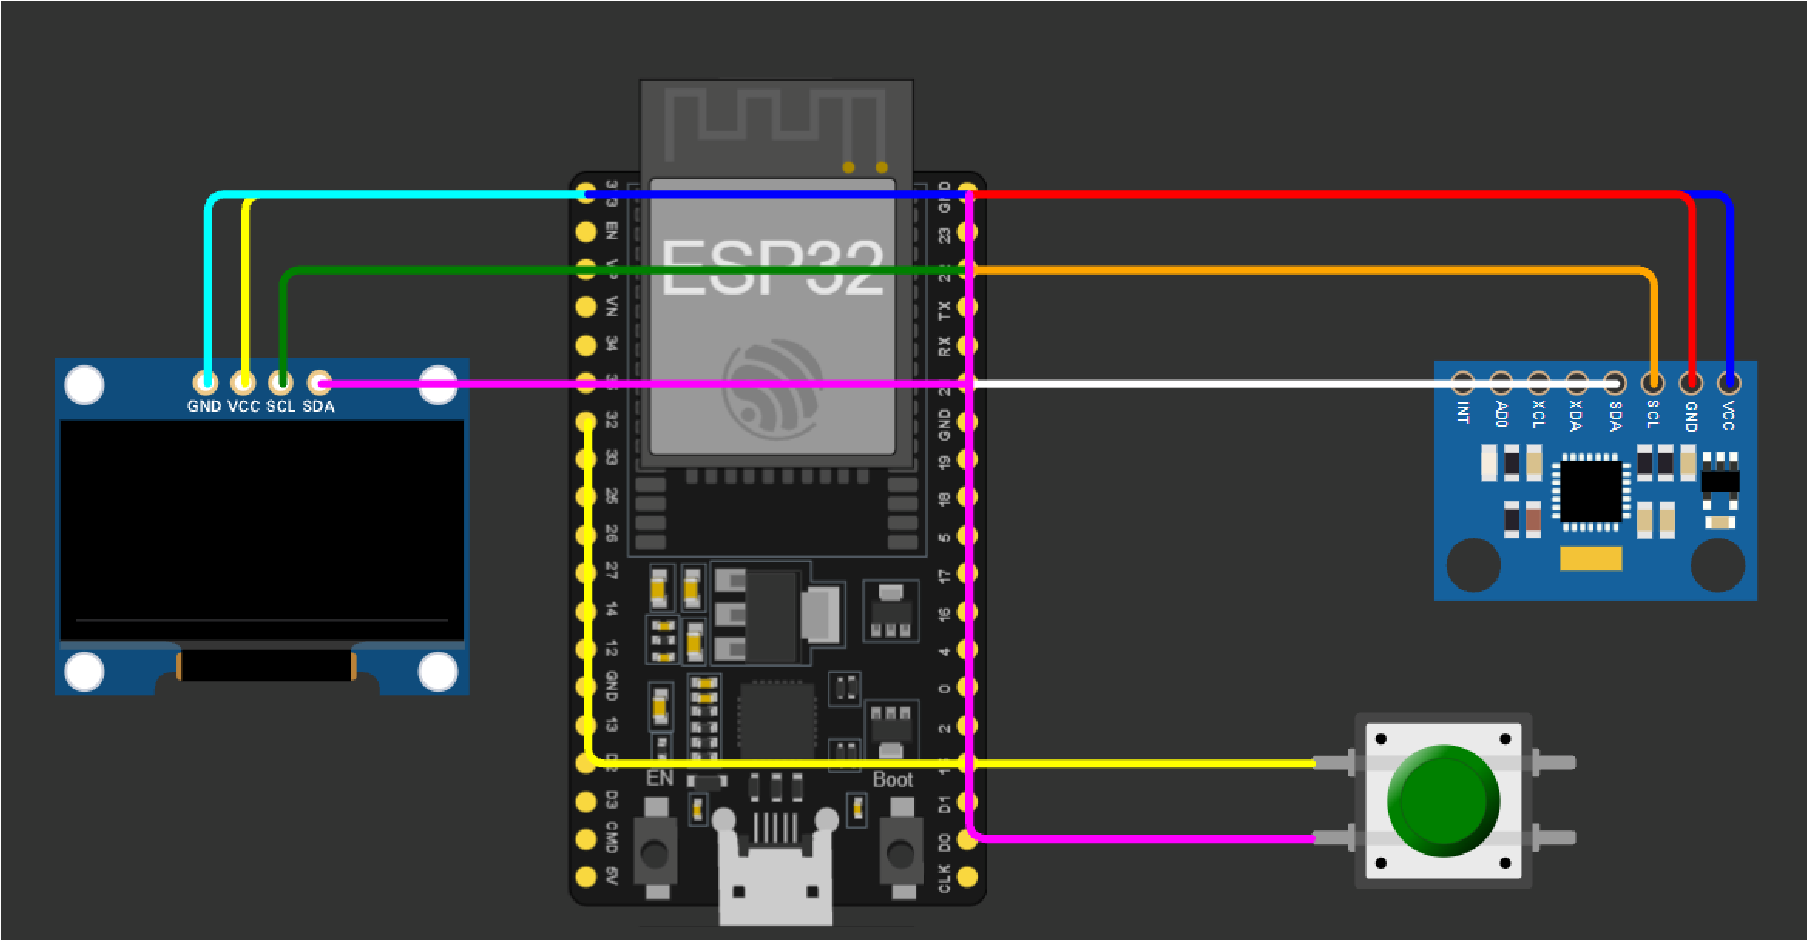 ESP32
EN
VN
34
32
33
25
26
27
14
12
GND
13
D3
CMD
5V
GND
23
TX
RX
GND
19
18
5
17
16
4
0
2
D1
D0
CLK
EN
Boot
GND VCC SCL SDA
INT
AD0
XCL
XDA
SDA
SCL
GND
VCC